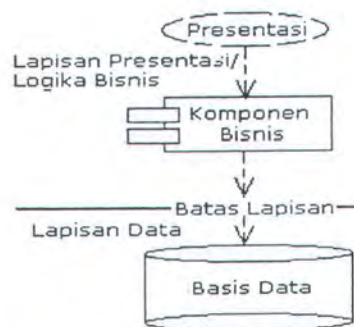 Presentasi
Lapisan Presentasi/
Logika Bisnis
Komponen
Bisnis
Batas Lapisan
Lapisan Data
Basis Data